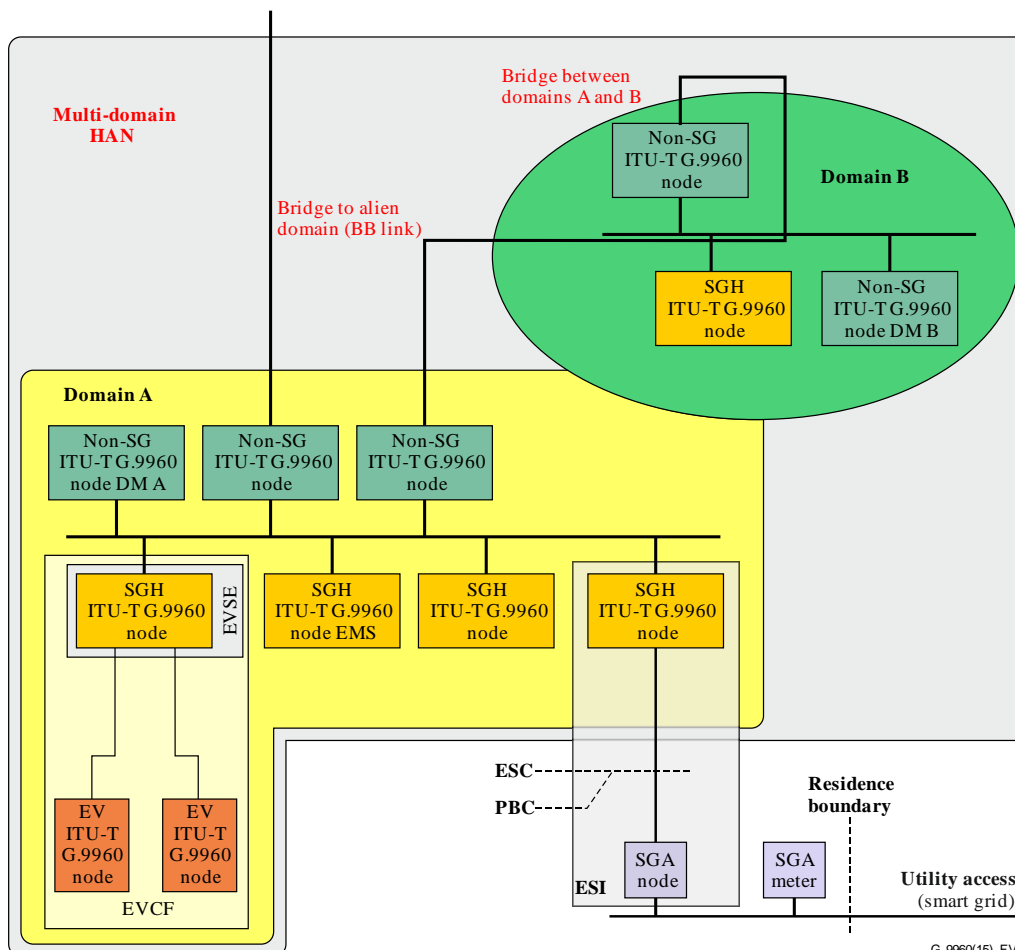 Multi-domain
HAN
Bridge between
domains A and B
Non-SG
ITU-T G.9960
node
Domain B
Bridge to alien
domain (BB link)
SGH
ITU-T G.9960
node
Non-SG
ITU-T G.9960
node DM B
Domain A
Non-SG
ITU-T G.9960
node DM A
Non-SG
ITU-T G.9960
node
Non-SG
ITU-T G.9960
node
SGH
ITU-T G.9960
node
EVSE
SGH
ITU-T G.9960
node EMS
SGH
ITU-T G.9960
node
SGH
ITU-T G.9960
node
ESC
PBC
Residence
boundary
EV
ITU-T
G.9960
node
EV
ITU-T
G.9960
node
EVCF
SGA
node
ESI
SGA
meter
Utility access
(smart grid)